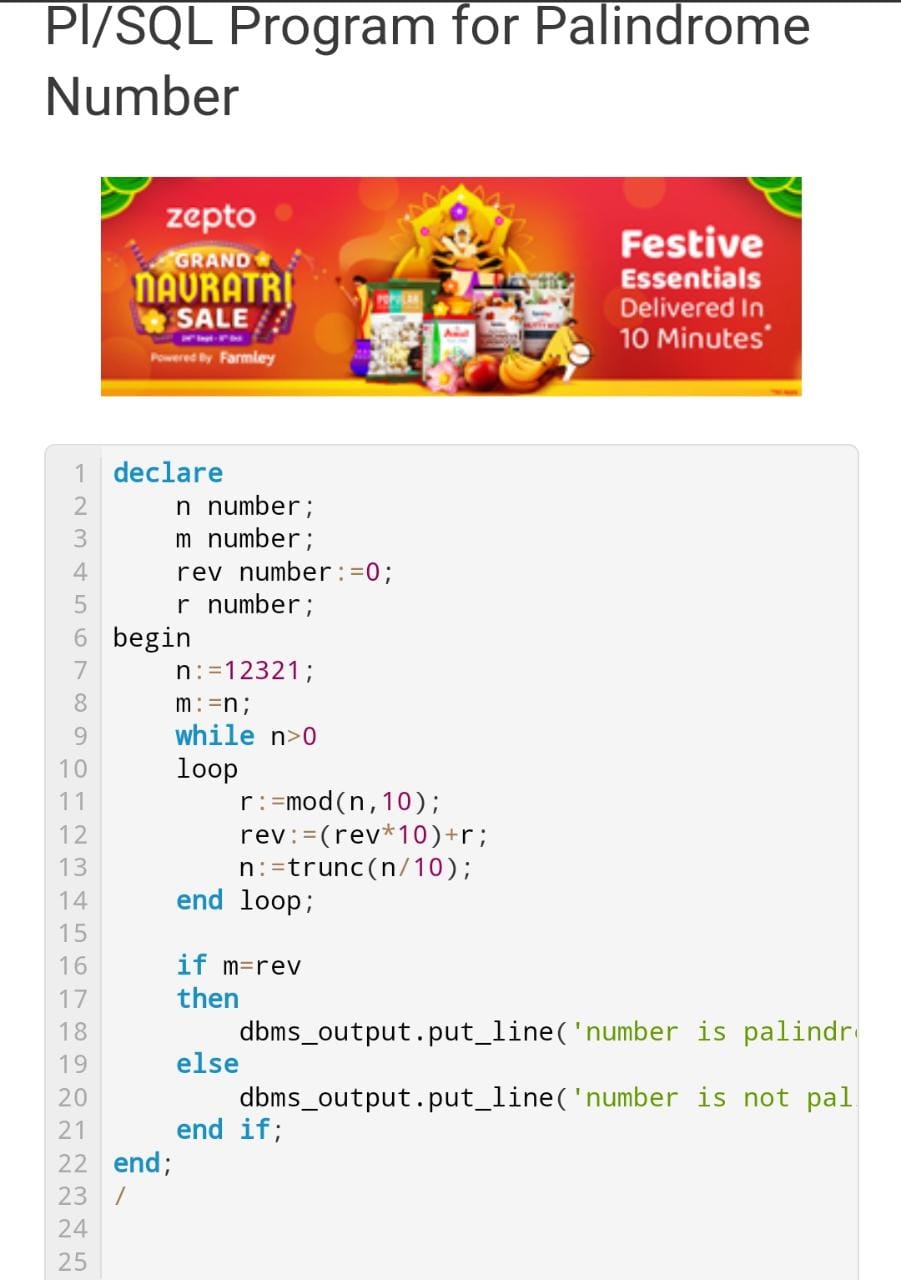 Pl/SQL Program for Palindrome
Number
zepto
GRAND
NAVRATRI
SALE
Powered By Farmley
POPULAR
Amul
Festive
Essentials
Delivered In
10 Minutes*
1 declare
2 n number;
3 m number;
4 rev number:=0;
5 r number;
6 begin
7 n:=12321;
8 m:=n;
9 while n>0
10 loop
11 r:=mod(n,10);
12 rev:=(rev*10)+r;
13 n:=trunc(n/10);
14 end loop;
15
16 if m=rev
17 then
18 dbms_output.put_line('number is palindr
19 else
20 dbms_output.put_line('number is not pal
21 end if;
22 end;
23 /
24
25